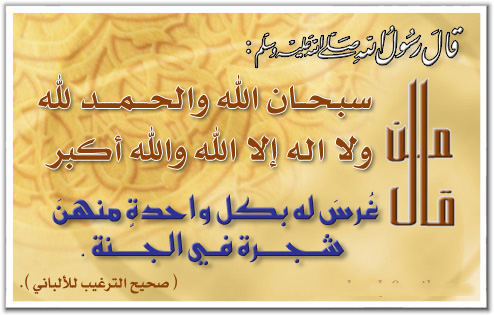 قال رسول الله صلى الله عليه وسلم :
من قال
سبحان الله والحمد لله
ولا اله إلا الله والله أكبر
غُرسَ له بكل واحدةٍ منهنَ
شجرة في الجنة .
( صحيح الترغيب للألباني ).